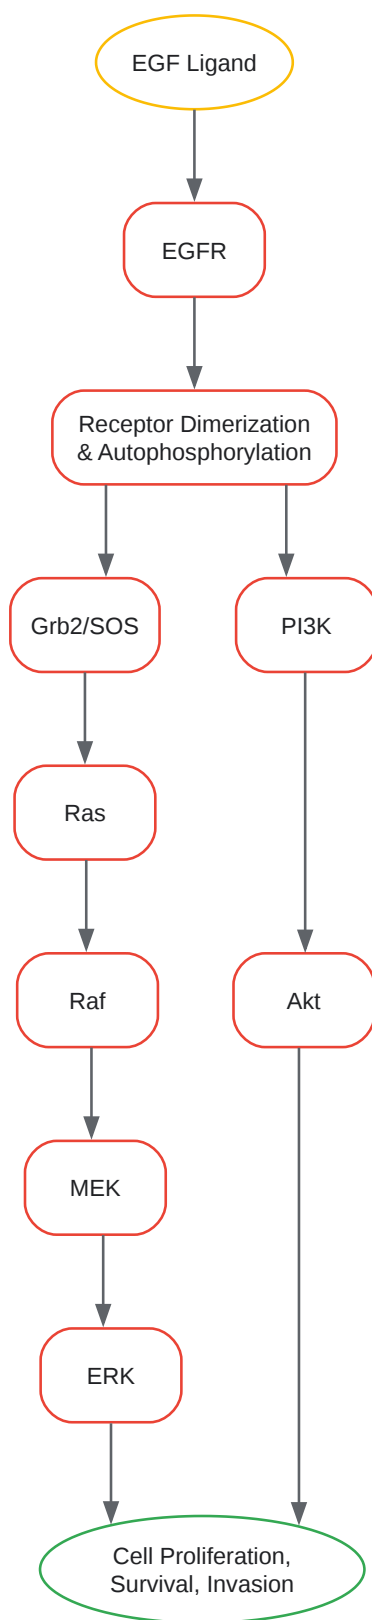 EGF Ligand
EGFR
Receptor Dimerization
& Autophosphorylation
Grb2/SOS
PI3K
Ras
Raf
Akt
MEK
ERK
Cell Proliferation,
Survival, Invasion